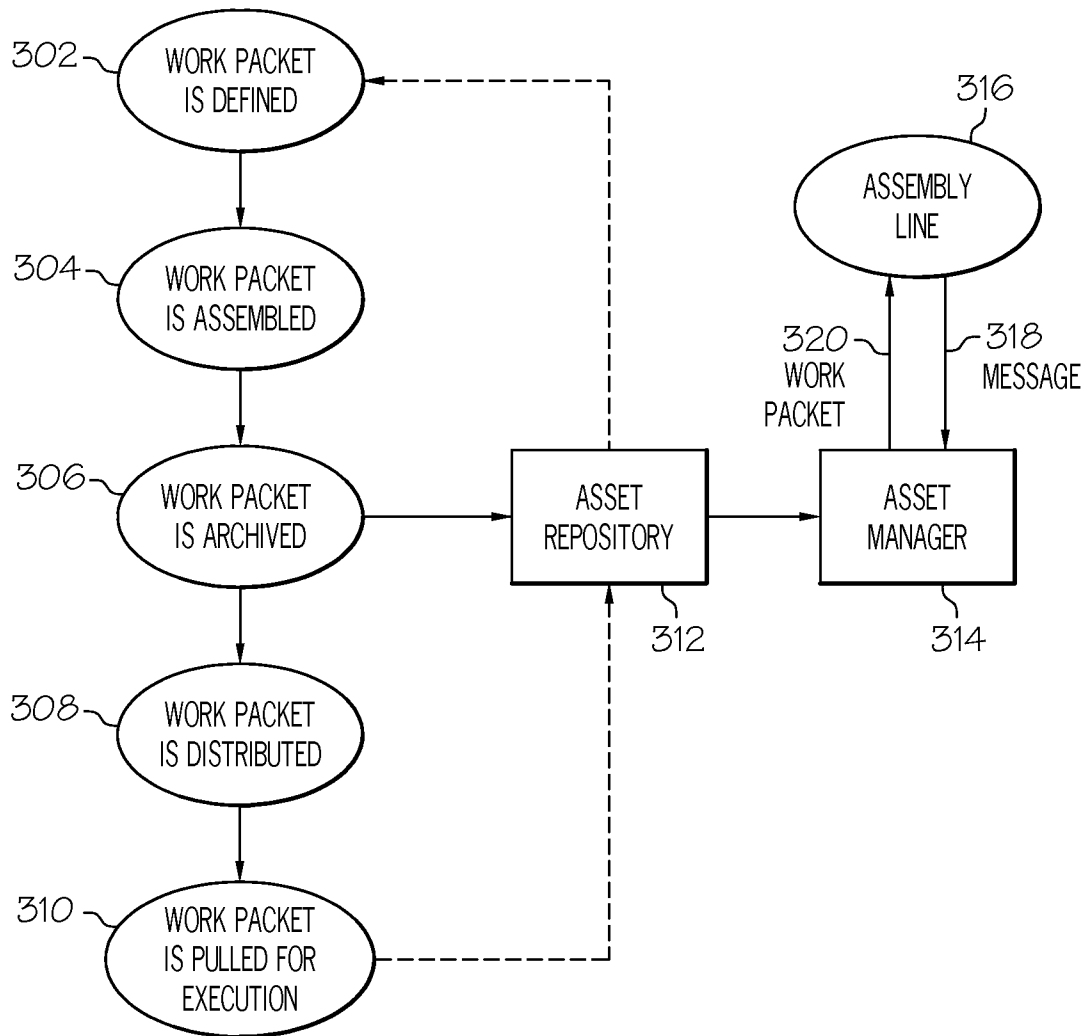 302
WORK PACKET
IS DEFINED
304
WORK PACKET
IS ASSEMBLED
306
WORK PACKET
IS ARCHIVED
308
WORK PACKET
IS DISTRIBUTED
310
WORK PACKET
IS PULLED FOR
EXECUTION
ASSET
REPOSITORY
312
ASSET
MANAGER
314
316
ASSEMBLY
LINE
320
WORK
PACKET
318
MESSAGE